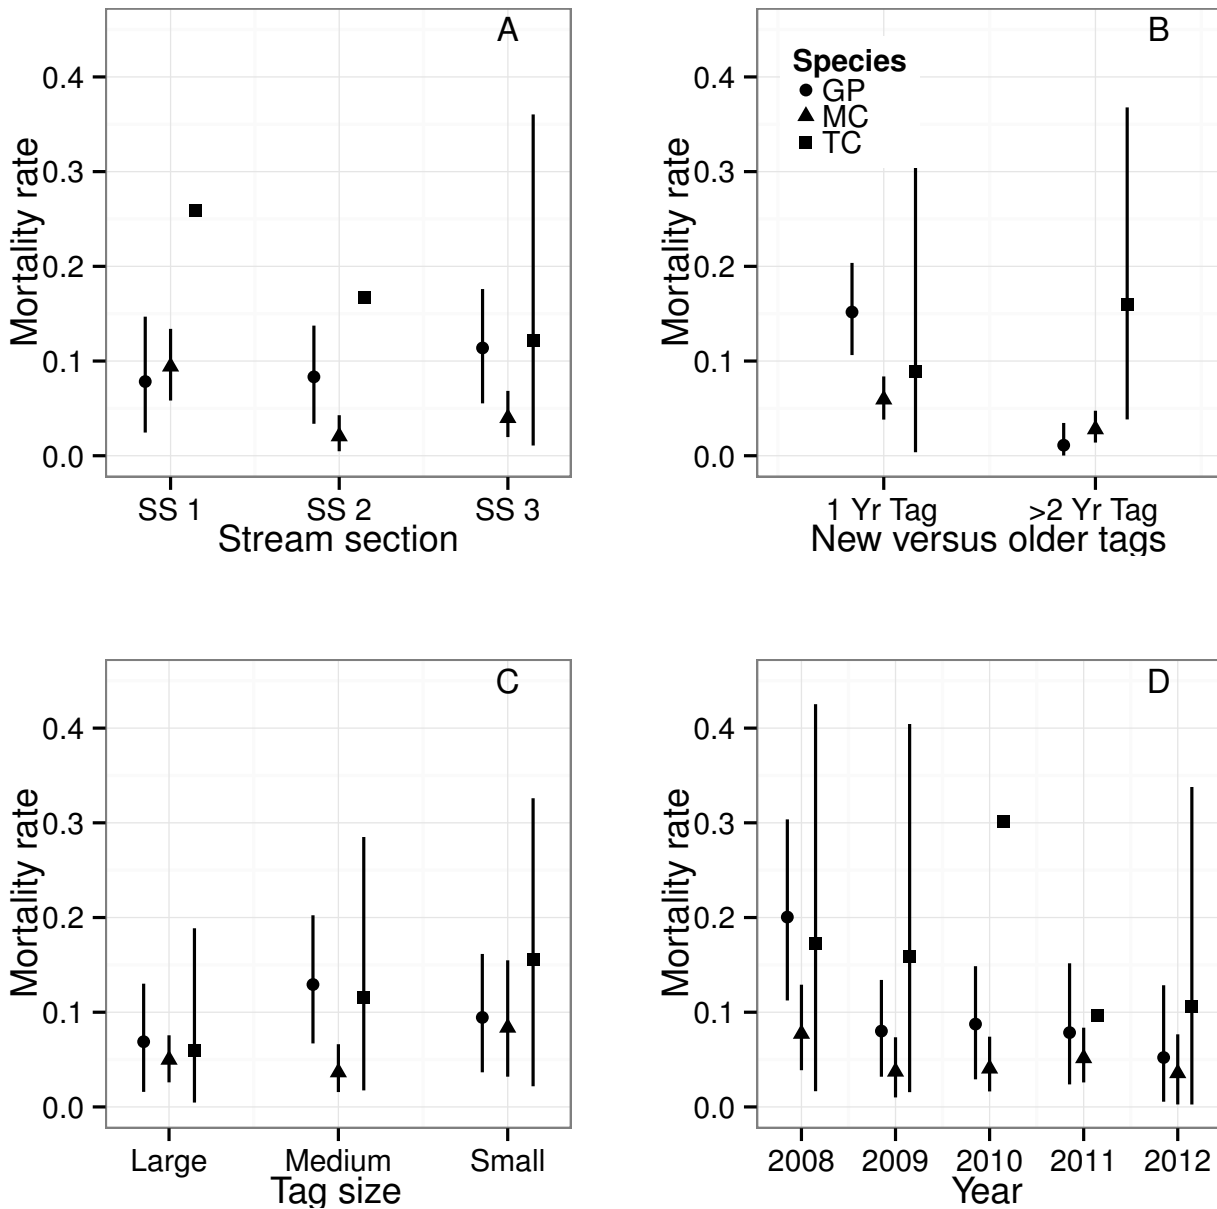 A
Mortality rate
0.4
0.3
0.2
0.1
0.0
SS 1 SS 2 SS 3
Stream section
B
Species
GP
MC
TC
Mortality rate
0.4
0.3
0.2
0.1
0.0
1 Yr Tag >2 Yr Tag
New versus older tags
C
Mortality rate
0.4
0.3
0.2
0.1
0.0
Large Medium Small
Tag size
D
Mortality rate
0.4
0.3
0.2
0.1
0.0
2008 2009 2010 2011 2012
Year